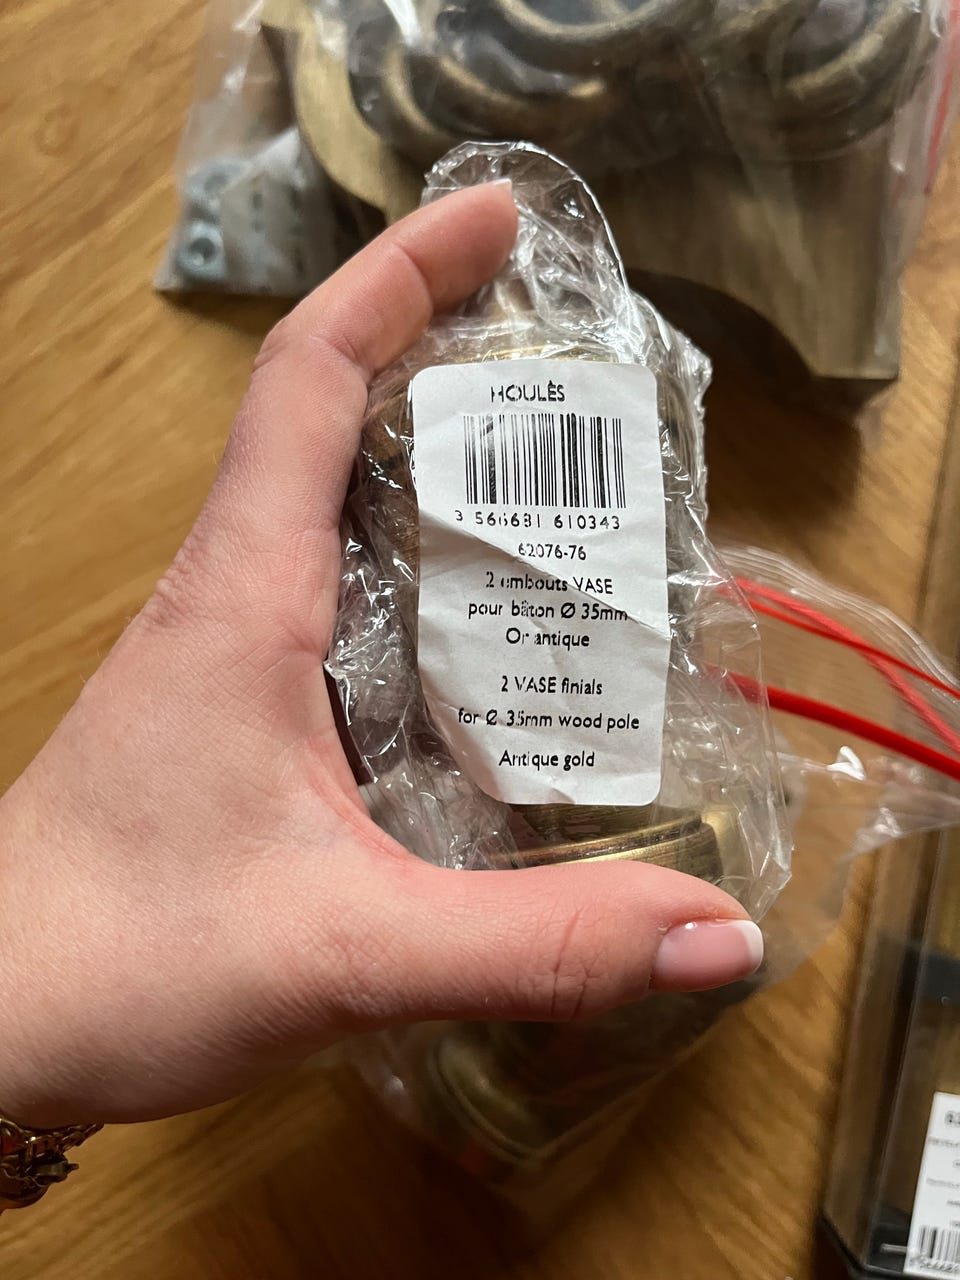 HOULÈS
3 566681 610343
62076-76
2 embouts VASE
pour bâton Ø 35mm
Or antique
2 VASE finials
for Ø 35mm wood pole
Antique gold